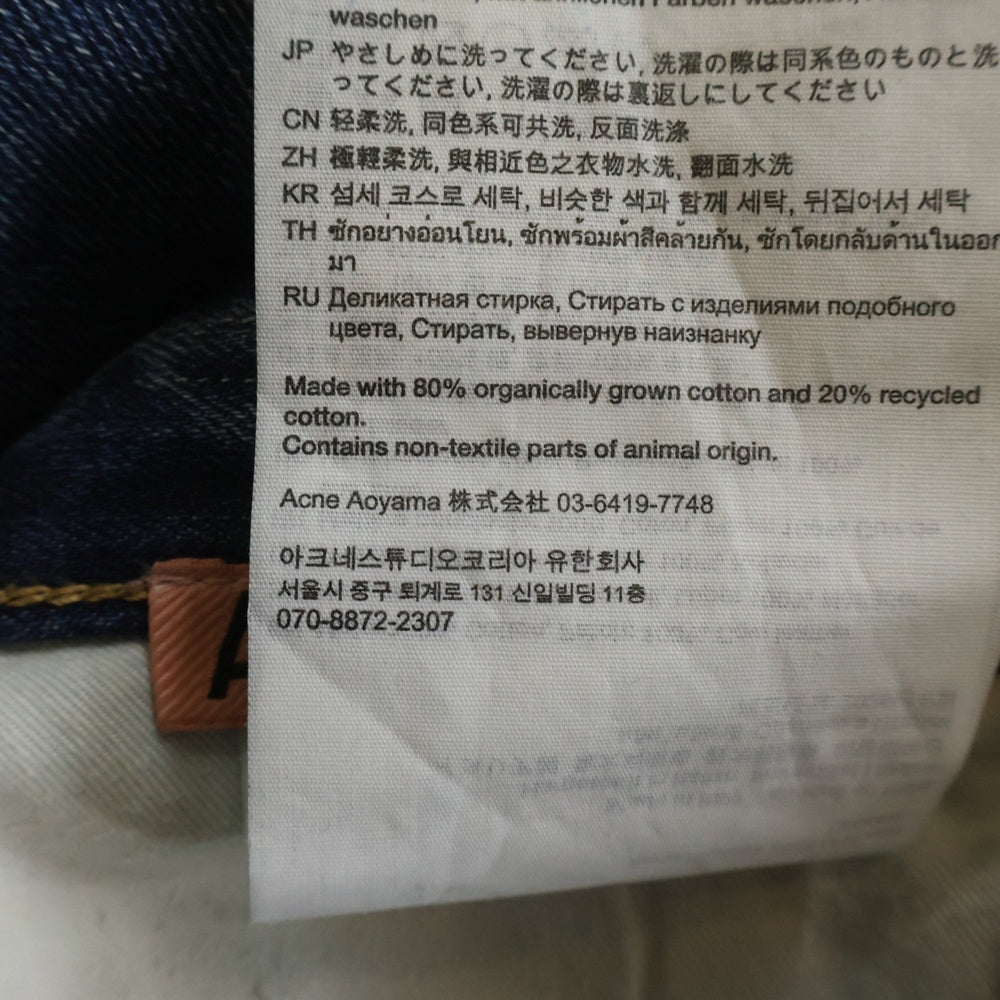 waschen
JP やさしめに洗ってください, 洗濯の際は同系色のものと洗
ってください, 洗濯の際は裏返しにしてください
CN 轻柔洗, 同色系可共洗, 反面洗涤
ZH 極輕柔洗, 與相近色之衣物水洗, 翻面水洗
KR 섬세 코스로 세탁, 비슷한 색과 함께 세탁, 뒤집어서 세탁
TH ซักอย่างอ่อนโยน, ซักพร้อมผ้าสีคล้ายกัน, ซักโดยกลับด้านในออก
มา
RU Деликатная стирка, Стирать с изделиями подобного
цвета, Стирать, вывернув наизнанку
Made with 80% organically grown cotton and 20% recycled
cotton.
Contains non-textile parts of animal origin.
Acne Aoyama 株式会社 03-6419-7748
아크네스튜디오코리아 유한회사
서울시 중구 퇴계로 131 신일빌딩 11층
070-8872-2307
A